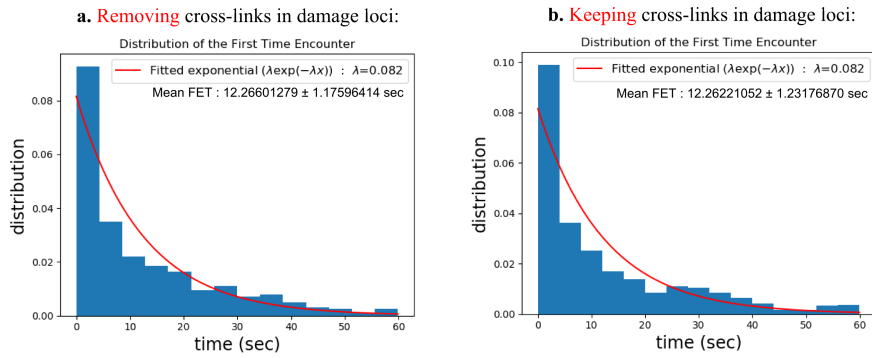 a. Removing cross-links in damage loci:
Distribution of the First Time Encounter
Fitted exponential (λexp(−λx)) : λ=0.082
Mean FET : 12.26601279 ± 1.17596414 sec
distribution
0.08
0.06
0.04
0.02
0.00
0 10 20 30 40 50 60
time (sec)
b. Keeping cross-links in damage loci:
Distribution of the First Time Encounter
Fitted exponential (λexp(−λx)) : λ=0.082
Mean FET : 12.26221052 ± 1.23176870 sec
distribution
0.10
0.08
0.06
0.04
0.02
0.00
0 10 20 30 40 50 60
time (sec)